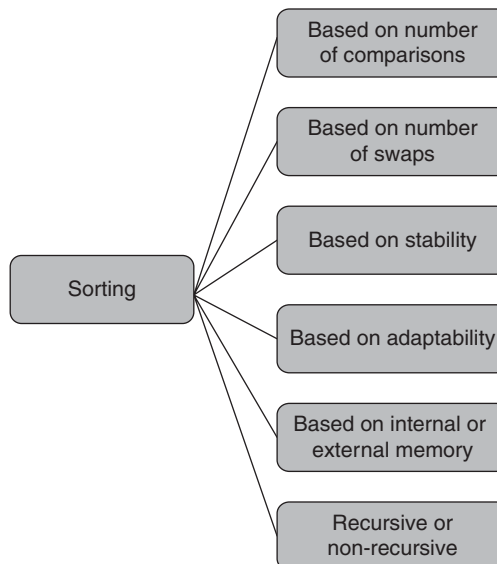 Based on number
of comparisons
Based on number
of swaps
Based on stability
Sorting
Based on adaptability
Based on internal or
external memory
Recursive or
non-recursive